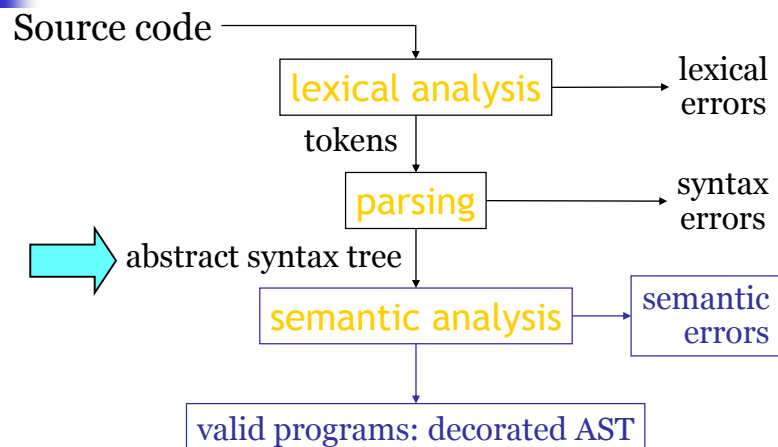 Source code
lexical analysis
lexical
errors
tokens
parsing
syntax
errors
abstract syntax tree
semantic analysis
semantic
errors
valid programs: decorated AST